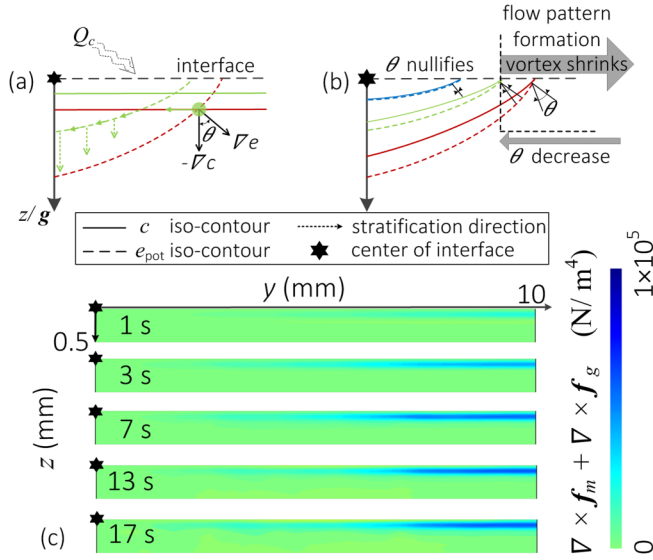 Q_c
interface
(a)
θ
∇e
-∇c
z/g
flow pattern
formation
vortex shrinks
(b)
θ nullifies
θ
θ decrease
c iso-contour
stratification direction
e_pot iso-contour
center of interface
y (mm)
10
1 s
0.5
3 s
7 s
13 s
17 s
z (mm)
(c)
∇ × f_m + ∇ × f_g (N/ m^4)
1×10^5
0